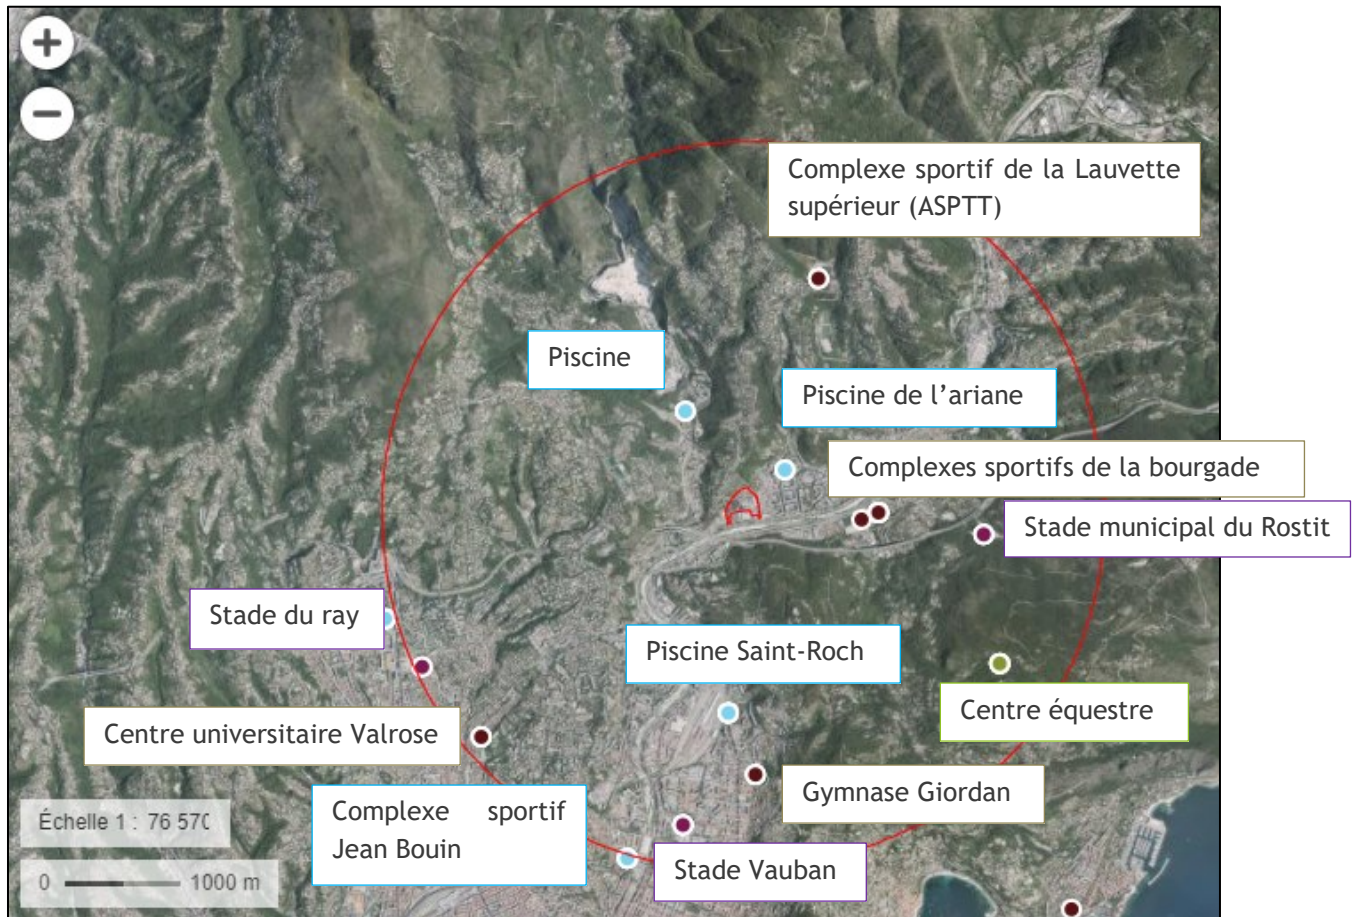 Complexe sportif de la Lauvette
supérieur (ASPTT)
Piscine
Piscine de l'ariane
Complexes sportifs de la bourgade
Stade municipal du Rostit
Stade du ray
Piscine Saint-Roch
Centre équestre
Centre universitaire Valrose
Gymnase Giordan
Complexe sportif
Jean Bouin
Stade Vauban
Échelle 1 : 76 570
0 1000 m